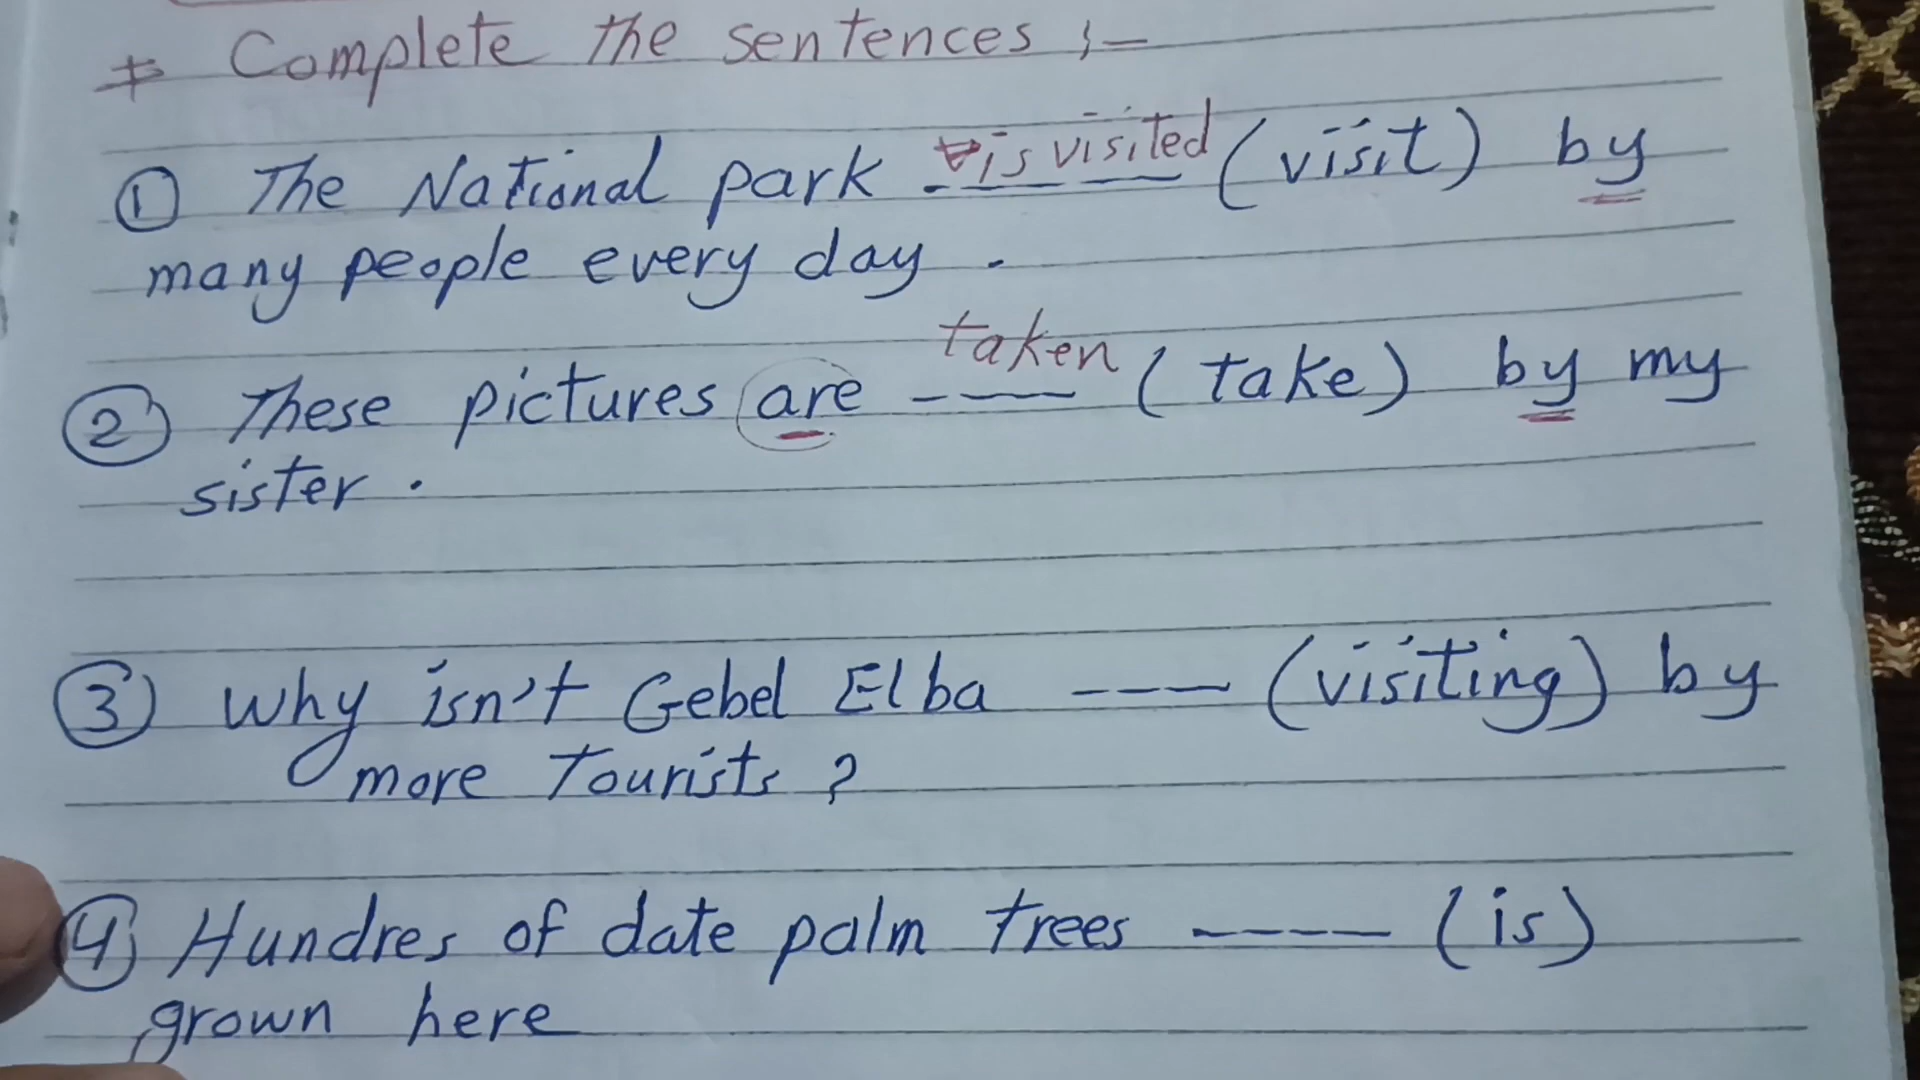 * Complete the sentences :-
① The National park is visited (visit) by
many people every day .
② These pictures are taken (take) by my
sister .
③ Why isn't Gebel Elba ---- (visiting) by
more Tourists ?
④ Hundres of date palm trees ----- (is)
grown here